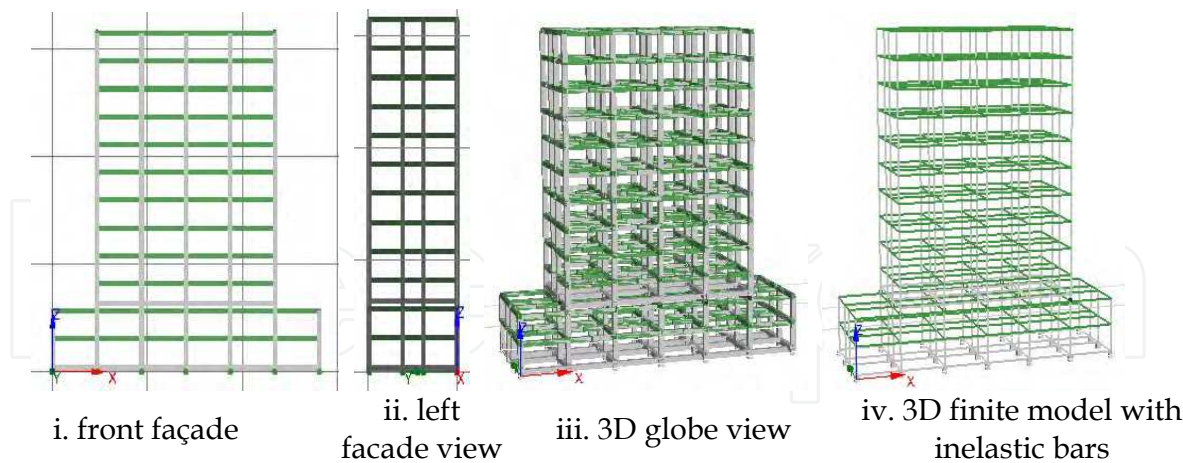 Z
Y
X
Z
Y
X
Z
X
Z
X
i. front façade
ii. left
facade view
iii. 3D globe view
iv. 3D finite model with
inelastic bars